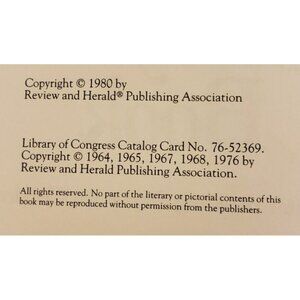 Copyright © 1980 by
Review and Herald® Publishing Association
Library of Congress Catalog Card No. 76-52369.
Copyright © 1964, 1965, 1967, 1968, 1976 by
Review and Herald Publishing Association.
All rights reserved. No part of the literary or pictorial contents of this
book may be reproduced without permission from the publishers.